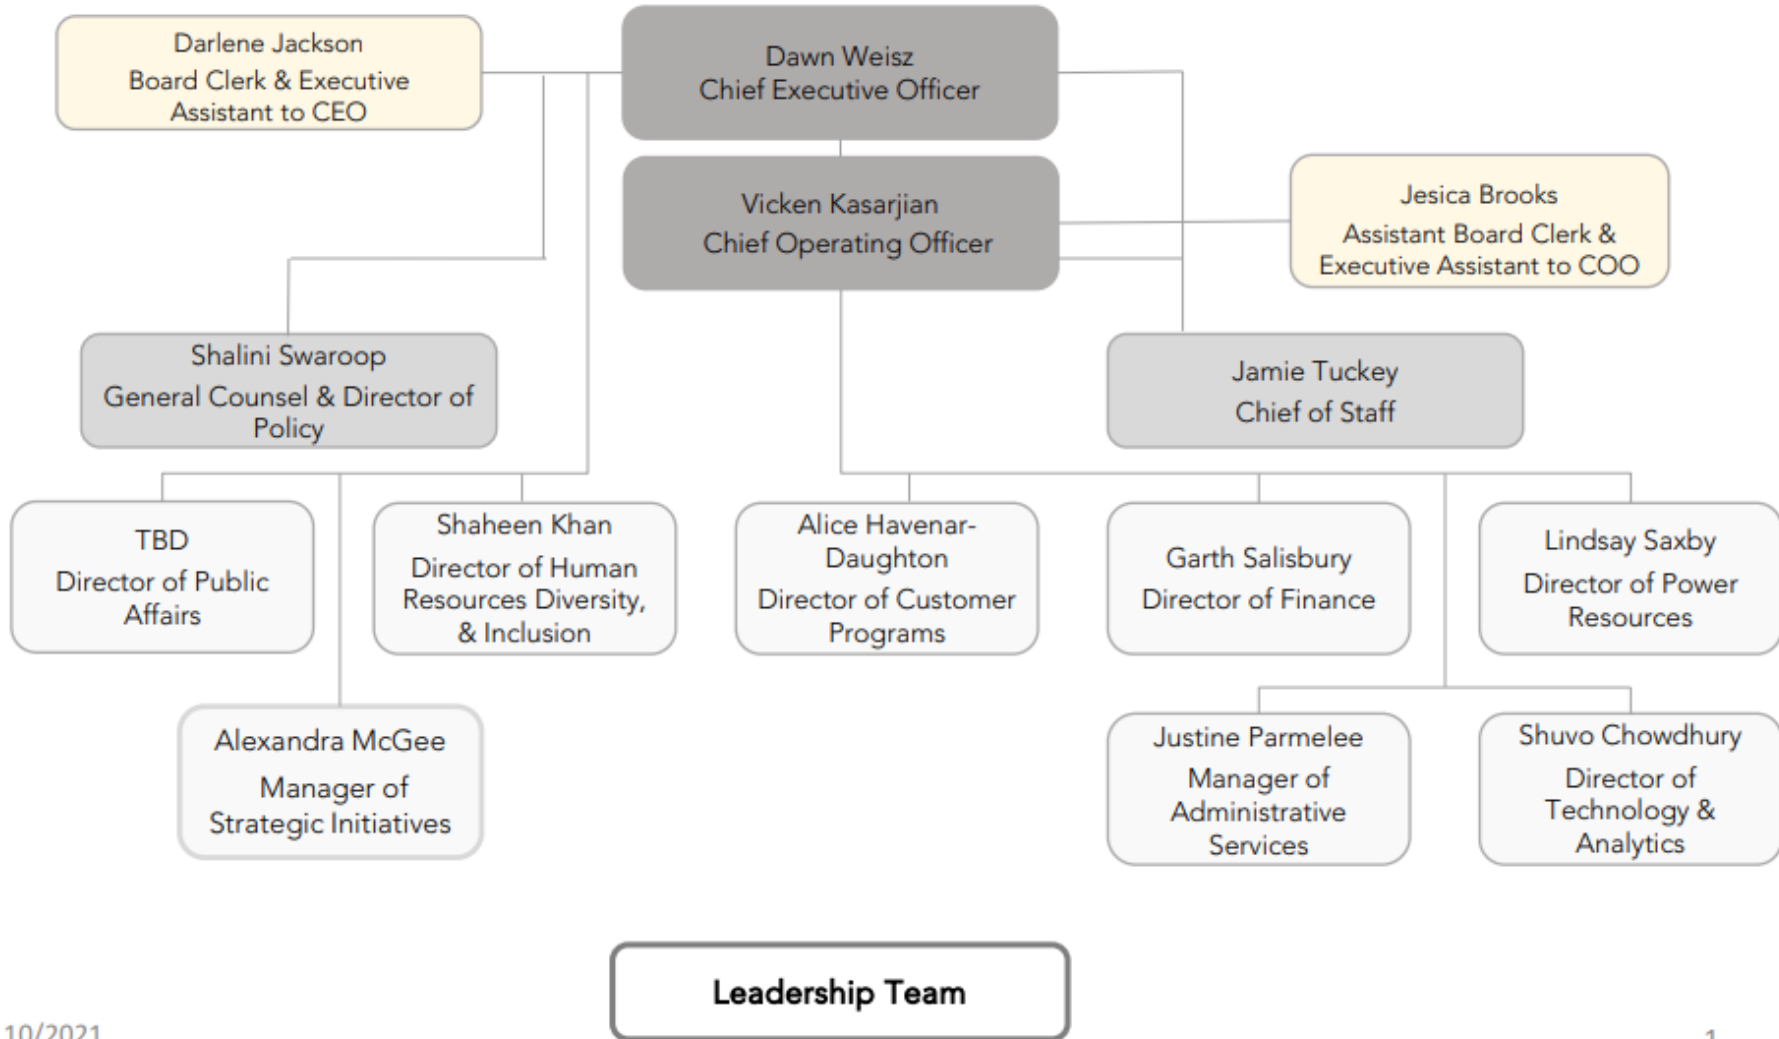 Darlene Jackson
Board Clerk & Executive
Assistant to CEO
Dawn Weisz
Chief Executive Officer
Vicken Kasarjian
Chief Operating Officer
Jesica Brooks
Assistant Board Clerk &
Executive Assistant to COO
Shalini Swaroop
General Counsel & Director of
Policy
Jamie Tuckey
Chief of Staff
TBD
Director of Public
Affairs
Shaheen Khan
Director of Human
Resources Diversity,
& Inclusion
Alice Havenar-
Daughton
Director of Customer
Programs
Garth Salisbury
Director of Finance
Lindsay Saxby
Director of Power
Resources
Alexandra McGee
Manager of
Strategic Initiatives
Justine Parmelee
Manager of
Administrative
Services
Shuvo Chowdhury
Director of
Technology &
Analytics
Leadership Team
10/2021
1